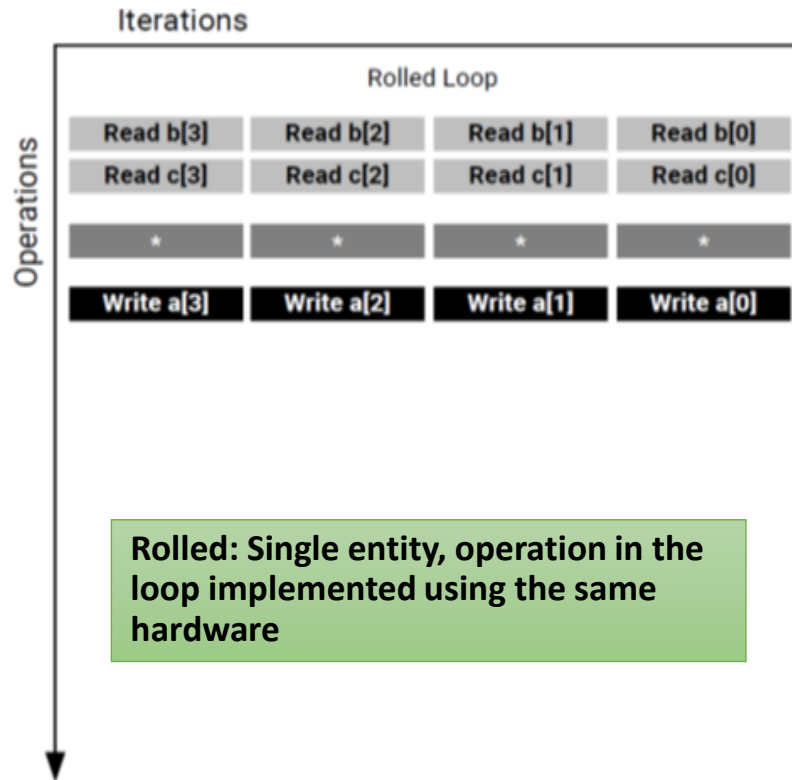 Iterations
Operations
Rolled Loop
Read b[3] Read b[2] Read b[1] Read b[0]
Read c[3] Read c[2] Read c[1] Read c[0]
* * * *
Write a[3] Write a[2] Write a[1] Write a[0]
Rolled: Single entity, operation in the
loop implemented using the same
hardware